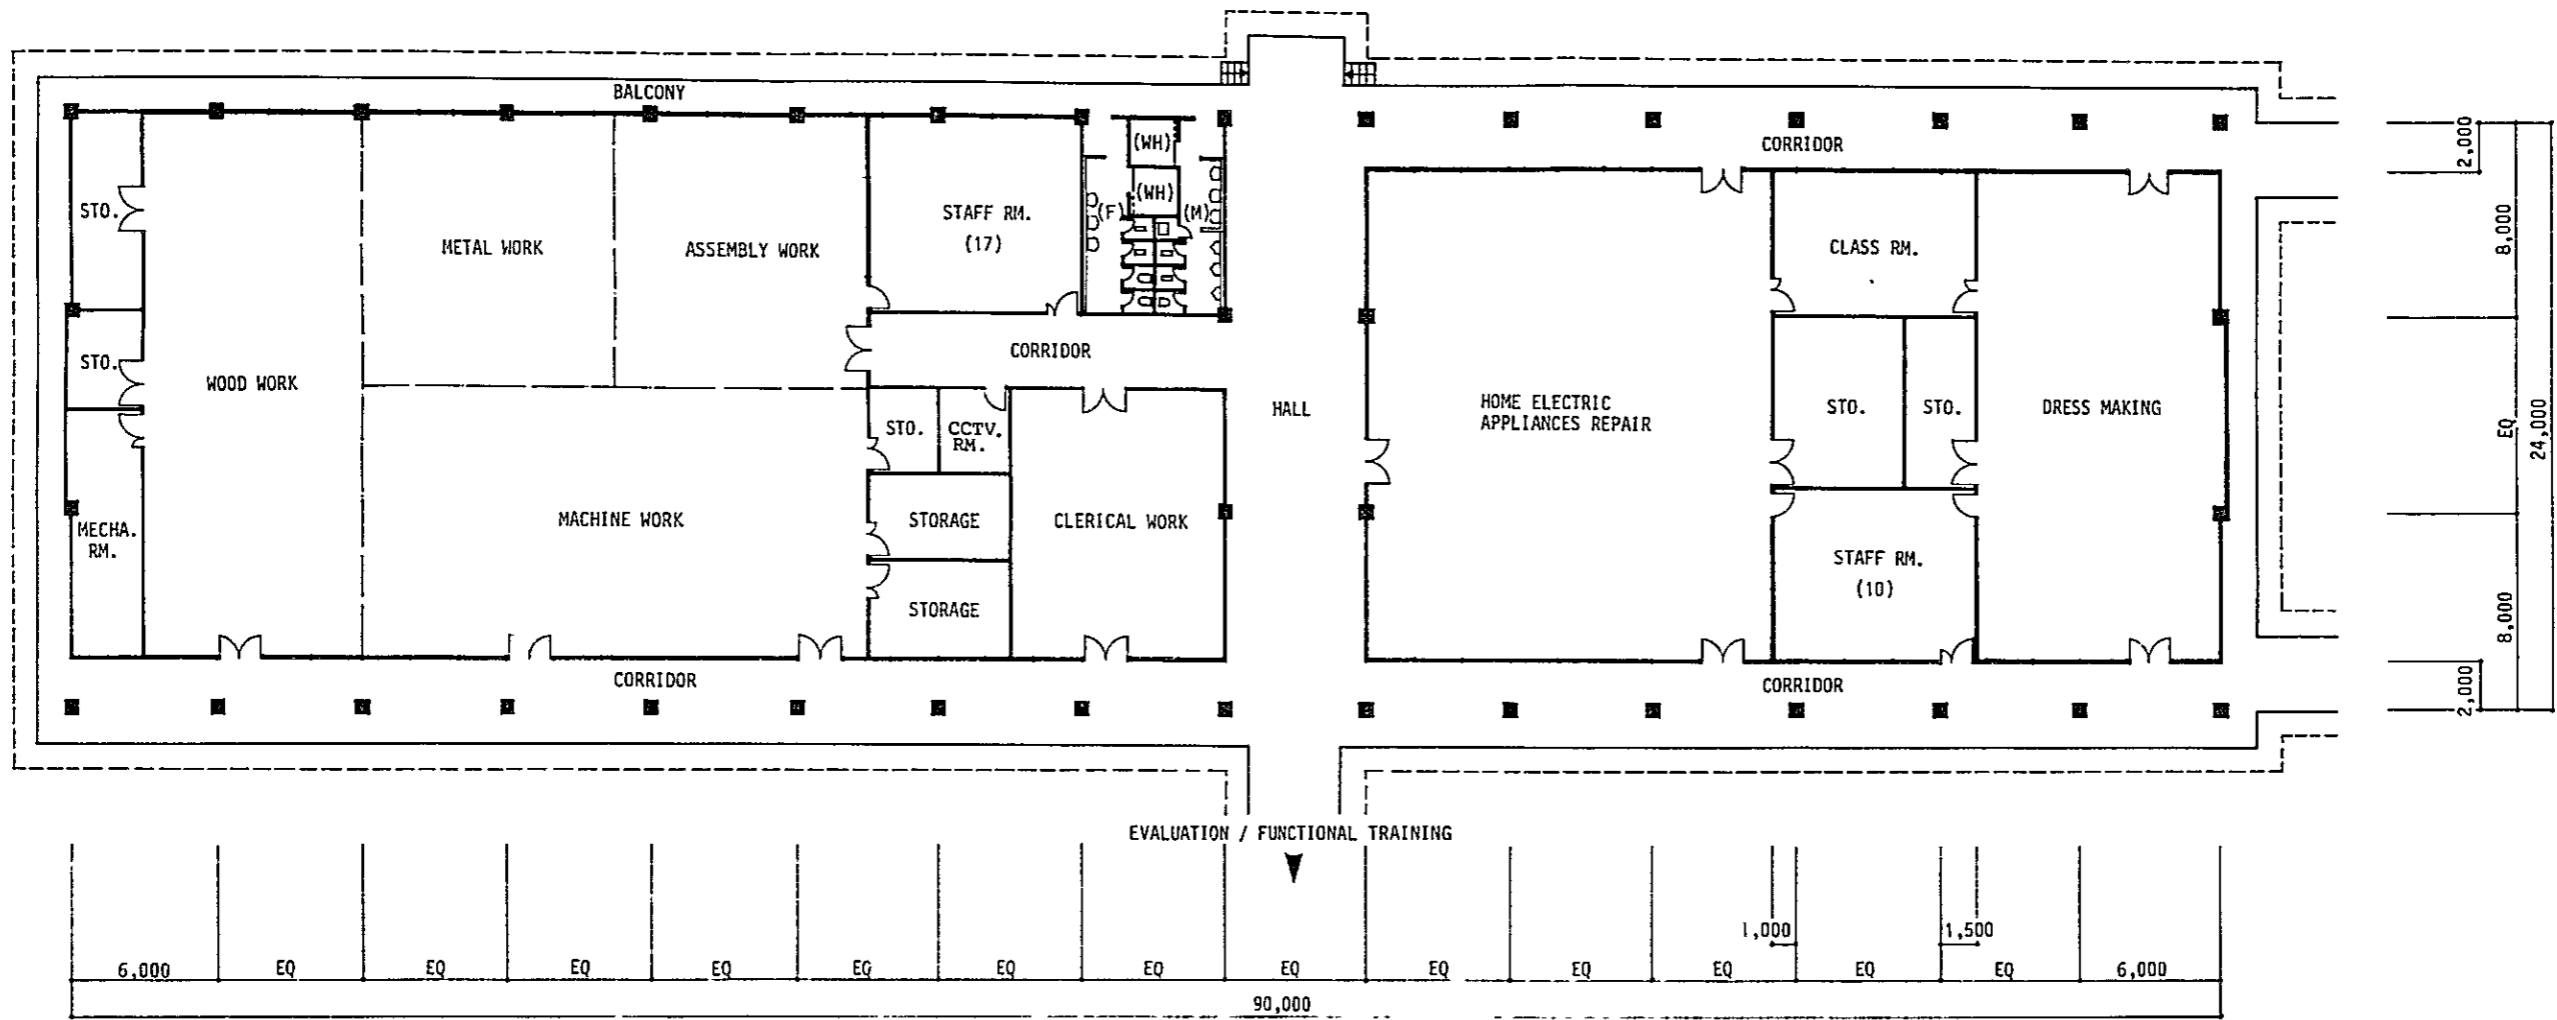 BALCONY
CORRIDOR
(WH)
(WH)
(F)
(M)
STO.
STAFF RM.
(17)
METAL WORK
ASSEMBLY WORK
CLASS RM.
2,000
8,000
CORRIDOR
STO.
WOOD WORK
HALL
HOME ELECTRIC
APPLIANCES REPAIR
STO.
STO.
DRESS MAKING
EQ
24,000
STO.
CCTV.
RM.
MECHA.
RM.
MACHINE WORK
STORAGE
CLERICAL WORK
STORAGE
STAFF RM.
(10)
8,000
CORRIDOR
CORRIDOR
2,000
EVALUATION / FUNCTIONAL TRAINING
1,000
1,500
6,000
EQ
EQ
EQ
EQ
EQ
EQ
EQ
EQ
EQ
EQ
EQ
EQ
EQ
6,000
90,000